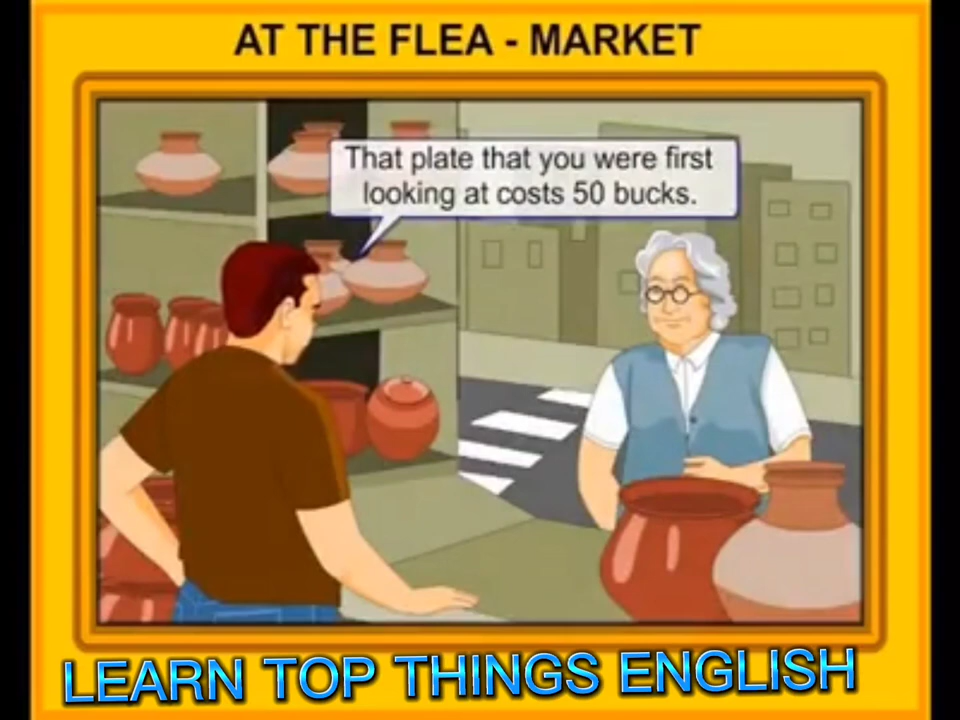 AT THE FLEA - MARKET
That plate that you were first
looking at costs 50 bucks.
LEARN TOP THINGS ENGLISH